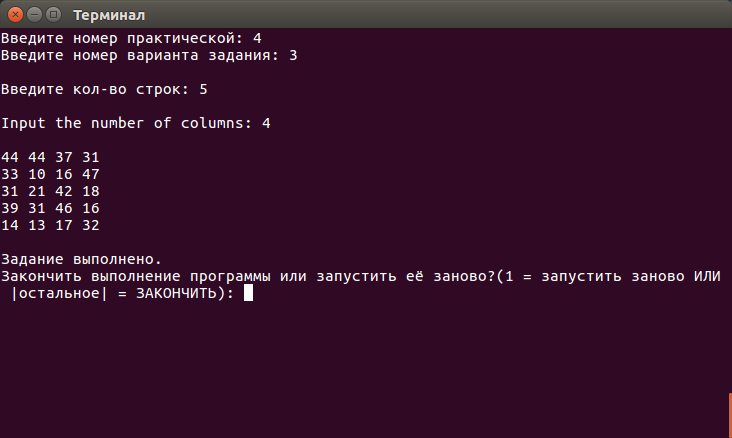 Терминал
Введите номер практической: 4
Введите номер варианта задания: 3
Введите кол-во строк: 5
Input the number of columns: 4
44 44 37 31
33 10 16 47
31 21 42 18
39 31 46 16
14 13 17 32
Задание выполнено.
Закончить выполнение программы или запустить её заново?(1 = запустить заново ИЛИ
|остальное| = ЗАКОНЧИТЬ):